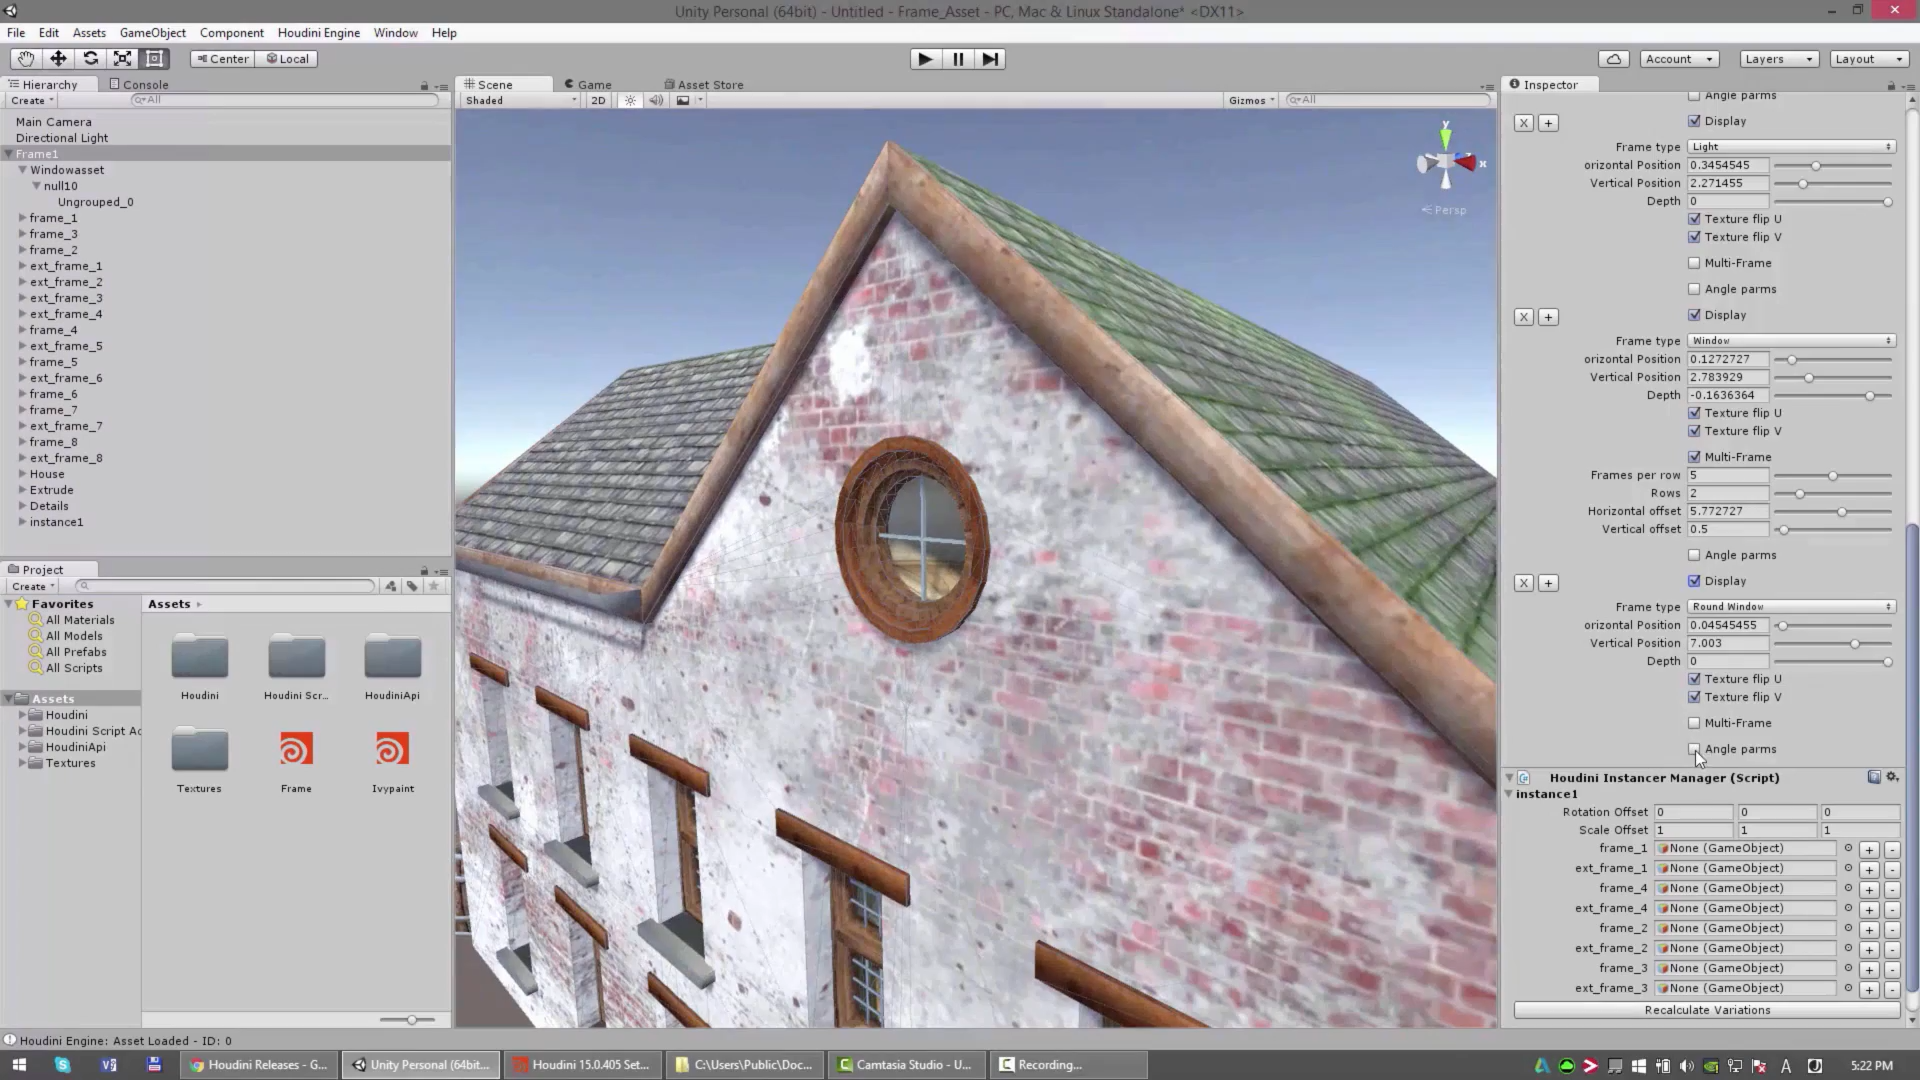 Unity Personal (64bit) - Untitled - Frame_Asset - PC, Mac & Linux Standalone* <DX11>
File Edit Assets GameObject Component Houdini Engine Window Help
Center Local Account Layers Layout
Hierarchy Console
Create All
Main Camera
Directional Light
Frame1
Windowasset
null10
Ungrouped_0
frame_1
frame_3
frame_2
ext_frame_1
ext_frame_2
ext_frame_3
ext_frame_4
frame_4
ext_frame_5
frame_5
ext_frame_6
frame_6
frame_7
ext_frame_7
frame_8
ext_frame_8
House
Extrude
Details
instance1
Project
Create
Favorites
All Materials
All Models
All Prefabs
All Scripts
Assets
Houdini
Houdini Script Ac
HoudiniApi
Textures
Assets
Houdini Houdini Scr... HoudiniApi
Textures Frame Ivypaint
Scene Game Asset Store
Shaded 2D Gizmos All
y
x
Persp
Inspector
Angle parms
X + Display
Frame type Light
orizontal Position 0.3454545
Vertical Position 2.271455
Depth 0
Texture flip U
Texture flip V
Multi-Frame
Angle parms
X + Display
Frame type Window
orizontal Position 0.1272727
Vertical Position 2.783929
Depth -0.1636364
Texture flip U
Texture flip V
Multi-Frame
Frames per row 5
Rows 2
Horizontal offset 5.772727
Vertical offset 0.5
Angle parms
X + Display
Frame type Round Window
orizontal Position 0.04545455
Vertical Position 7.003
Depth 0
Texture flip U
Texture flip V
Multi-Frame
Angle parms
Houdini Instancer Manager (Script)
instance1
Rotation Offset 0 0 0
Scale Offset 1 1 1
frame_1 None (GameObject) + -
ext_frame_1 None (GameObject) + -
frame_4 None (GameObject) + -
ext_frame_4 None (GameObject) + -
frame_2 None (GameObject) + -
ext_frame_2 None (GameObject) + -
frame_3 None (GameObject) + -
ext_frame_3 None (GameObject) + -
Recalculate Variations
Houdini Engine: Asset Loaded - ID: 0
Houdini Releases - G... Unity Personal (64bit... Houdini 15.0.405 Set... C:\Users\Public\Doc... Camtasia Studio - U... Recording... A 5:22 PM